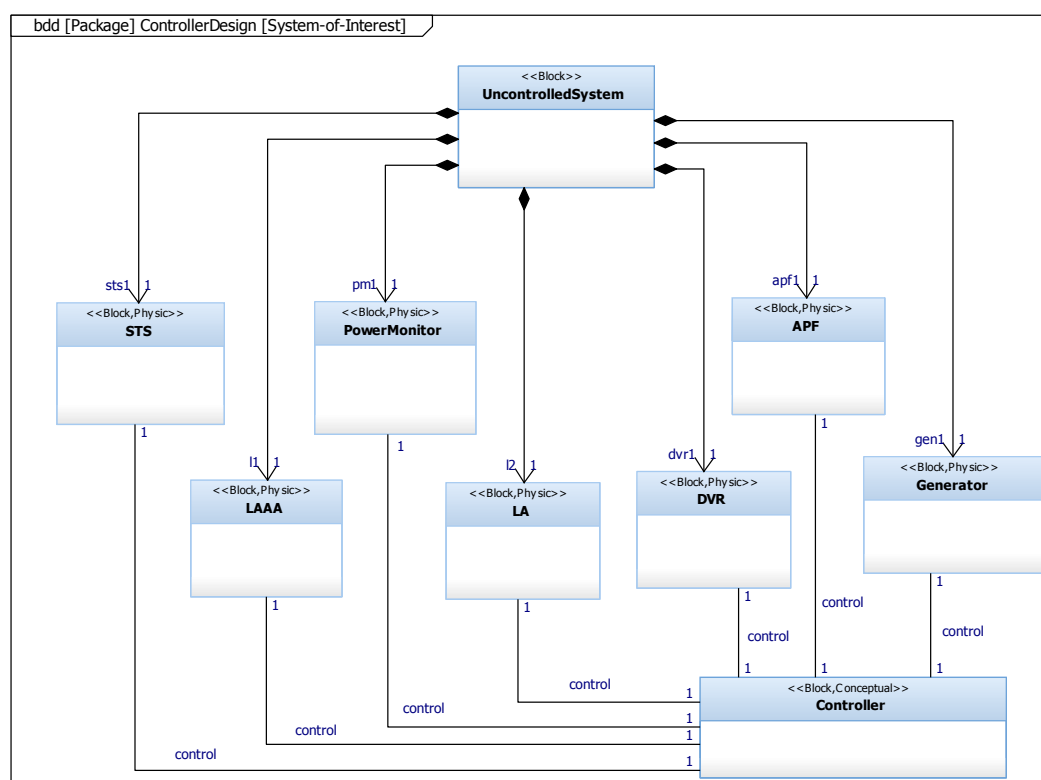 bdd [Package] ControllerDesign [System-of-Interest]
<<Block>>
UncontrolledSystem
sts1 1
pm1 1
apf1 1
<<Block,Physic>>
STS
<<Block,Physic>>
PowerMonitor
<<Block,Physic>>
APF
1
1
1
l1 1
l2 1
dvr1 1
gen1 1
<<Block,Physic>>
LAAA
<<Block,Physic>>
LA
<<Block,Physic>>
DVR
<<Block,Physic>>
Generator
1
1
1
1
control
control
control
1
1
1
<<Block,Conceptual>>
Controller
control
1
control
1
control
1
control
1